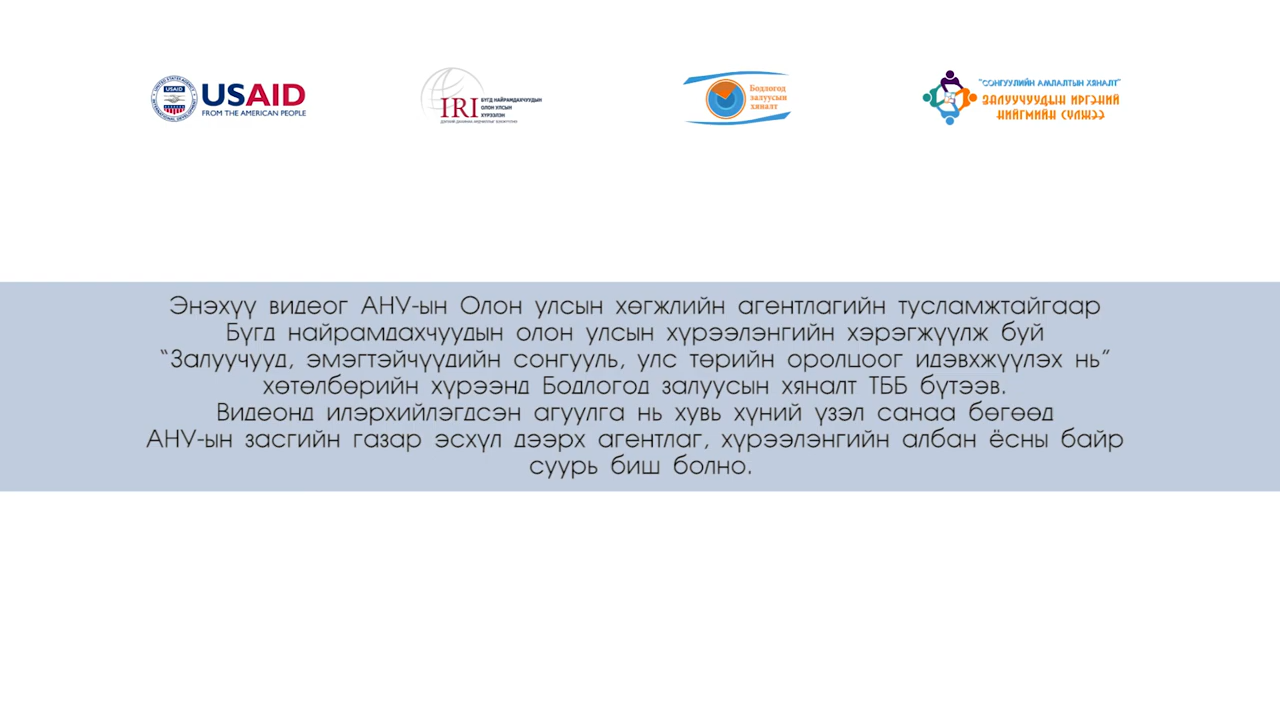 USAID
FROM THE AMERICAN PEOPLE
IRI
БҮГД НАЙРАМДАХЧУУДЫН
ОЛОН УЛСЫН
ХҮРЭЭЛЭН
Бодлогод
залуусын
хяналт
"СОНГУУЛИЙН АМЛАЛТЫН ХЯНАЛТ"
ЗАЛУУЧУУДЫН ИРГЭНИЙ
НИЙГМИЙН СҮЛЖЭЭ
Энэхүү видеог АНУ-ын Олон улсын хөгжлийн агентлагийн тусламжтайгаар
Бүгд найрамдахчуудын олон улсын хүрээлэнгийн хэрэгжүүлж буй
“Залуучууд, эмэгтэйчүүдийн сонгууль, улс төрийн оролцоог идэвхжүүлэх нь”
хөтөлбөрийн хүрээнд Бодлогод залуусын хяналт ТББ бүтээв.
Видеонд илэрхийлэгдсэн агуулга нь хувь хүний үзэл санаа бөгөөд
АНУ-ын засгийн газар эсхүл дээрх агентлаг, хүрээлэнгийн албан ёсны байр
суурь биш болно.